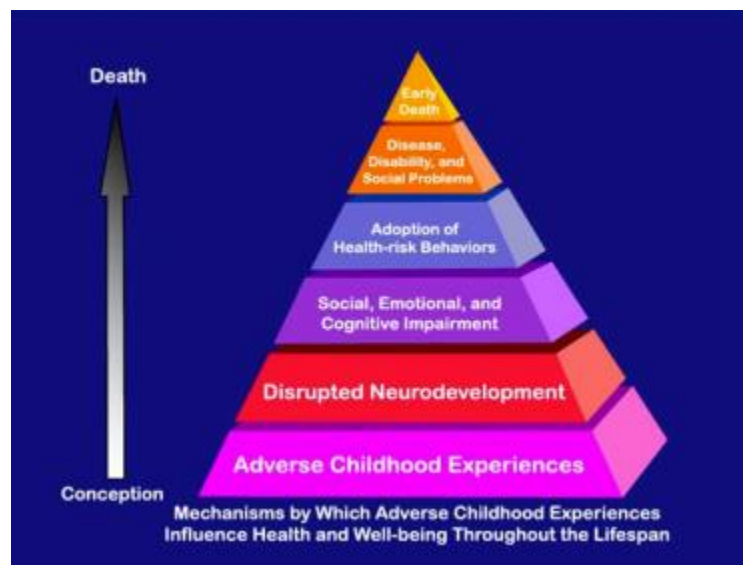 Death
Early
Death
Disease,
Disability, and
Social Problems
Adoption of
Health-risk Behaviors
Social, Emotional, and
Cognitive Impairment
Disrupted Neurodevelopment
Adverse Childhood Experiences
Conception
Mechanisms by Which Adverse Childhood Experiences
Influence Health and Well-being Throughout the Lifespan